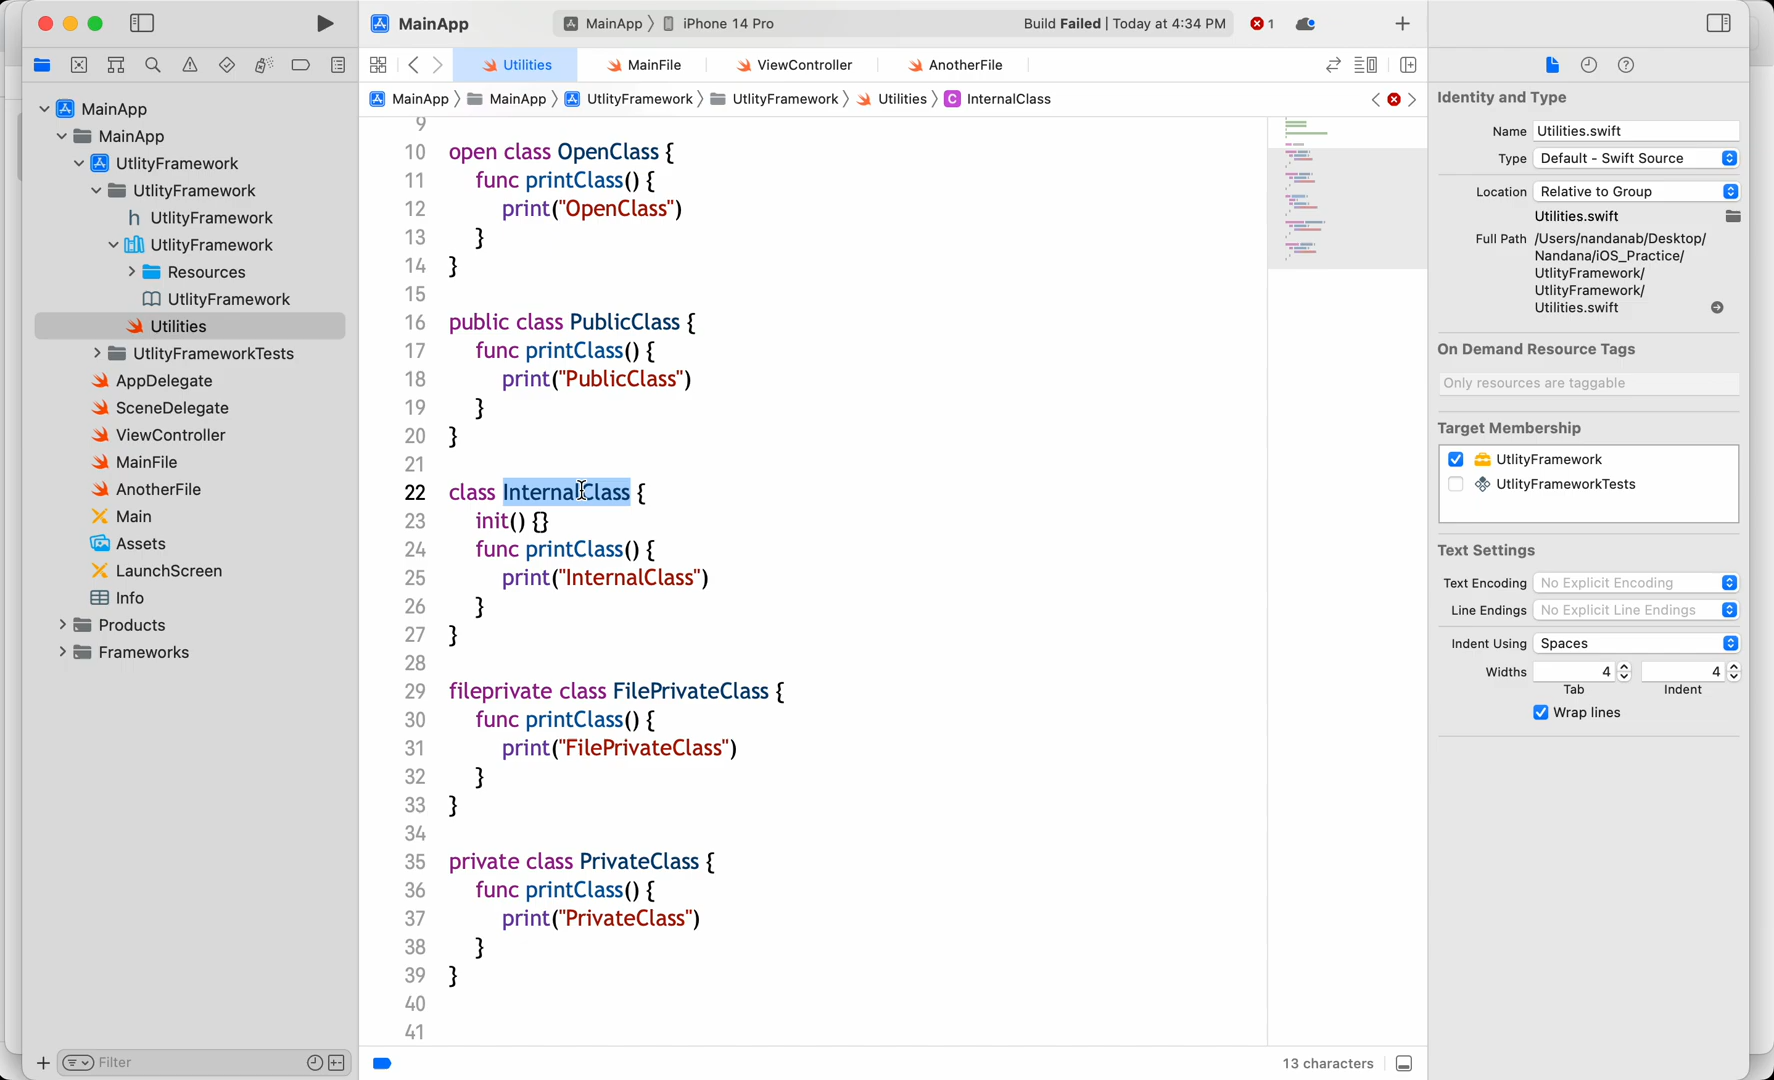 MainApp
MainApp
iPhone 14 Pro
Build Failed | Today at 4:34 PM
1
Utilities
MainFile
ViewController
AnotherFile
MainApp
MainApp
UtlityFramework
UtlityFramework
Utilities
C InternalClass
MainApp
MainApp
UtlityFramework
UtlityFramework
h UtlityFramework
UtlityFramework
Resources
UtlityFramework
Utilities
UtlityFrameworkTests
AppDelegate
SceneDelegate
ViewController
MainFile
AnotherFile
Main
Assets
LaunchScreen
Info
Products
Frameworks
Filter
9
10 open class OpenClass {
11 func printClass() {
12 print("OpenClass")
13 }
14 }
15
16 public class PublicClass {
17 func printClass() {
18 print("PublicClass")
19 }
20 }
21
22 class InternalClass {
23 init() {}
24 func printClass() {
25 print("InternalClass")
26 }
27 }
28
29 fileprivate class FilePrivateClass {
30 func printClass() {
31 print("FilePrivateClass")
32 }
33 }
34
35 private class PrivateClass {
36 func printClass() {
37 print("PrivateClass")
38 }
39 }
40
41
13 characters
Identity and Type
Name Utilities.swift
Type Default - Swift Source
Location Relative to Group
Utilities.swift
Full Path /Users/nandanab/Desktop/
Nandana/iOS_Practice/
UtlityFramework/
UtlityFramework/
Utilities.swift
On Demand Resource Tags
Only resources are taggable
Target Membership
UtlityFramework
UtlityFrameworkTests
Text Settings
Text Encoding No Explicit Encoding
Line Endings No Explicit Line Endings
Indent Using Spaces
Widths 4 4
Tab Indent
Wrap lines